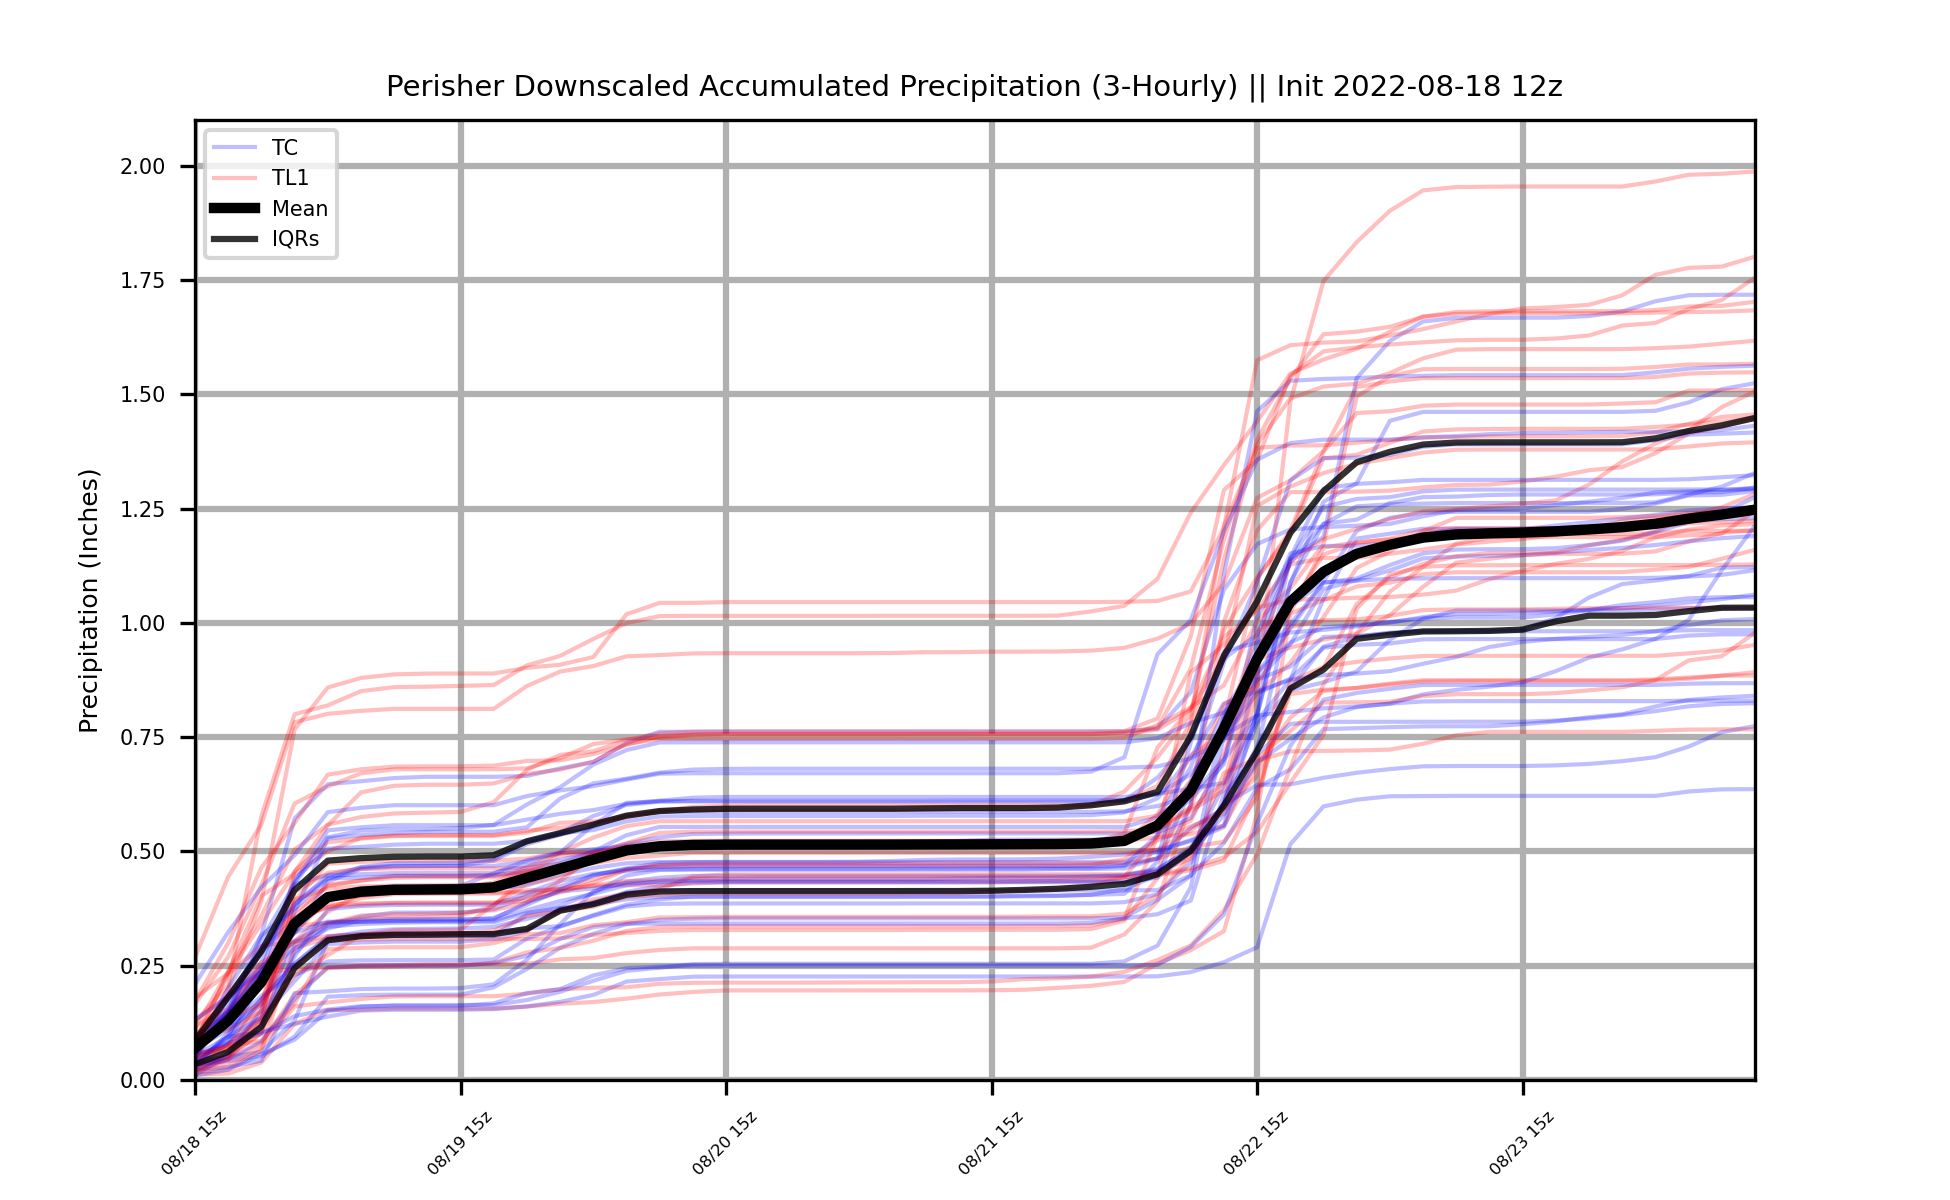 Perisher Downscaled Accumulated Precipitation (3-Hourly) || Init 2022-08-18 12z
TC
TL1
Mean
IQRs
Precipitation (Inches)
2.00
1.75
1.50
1.25
1.00
0.75
0.50
0.25
0.00
08/18 15z
08/19 15z
08/20 15z
08/21 15z
08/22 15z
08/23 15z